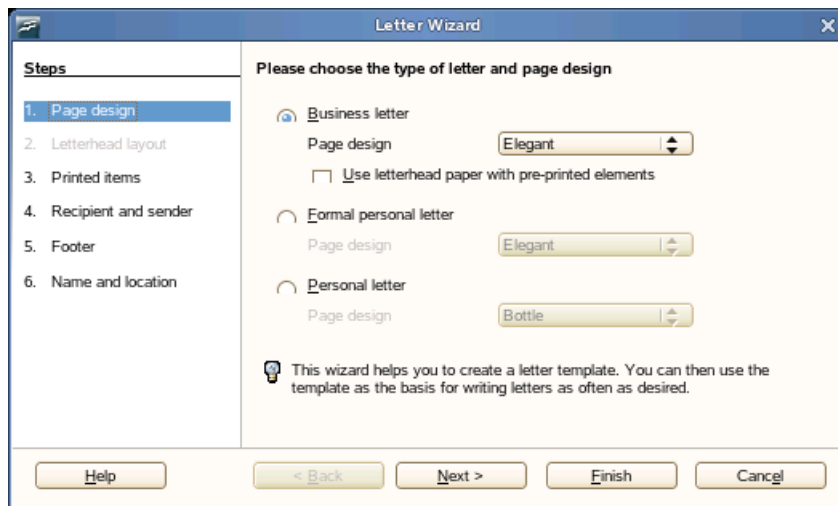 Letter Wizard
Steps
1. Page design
2. Letterhead layout
3. Printed items
4. Recipient and sender
5. Footer
6. Name and location
Please choose the type of letter and page design
Business letter
Page design Elegant
Use letterhead paper with pre-printed elements
Formal personal letter
Page design Elegant
Personal letter
Page design Bottle
This wizard helps you to create a letter template. You can then use the
template as the basis for writing letters as often as desired.
Help < Back Next > Finish Cancel